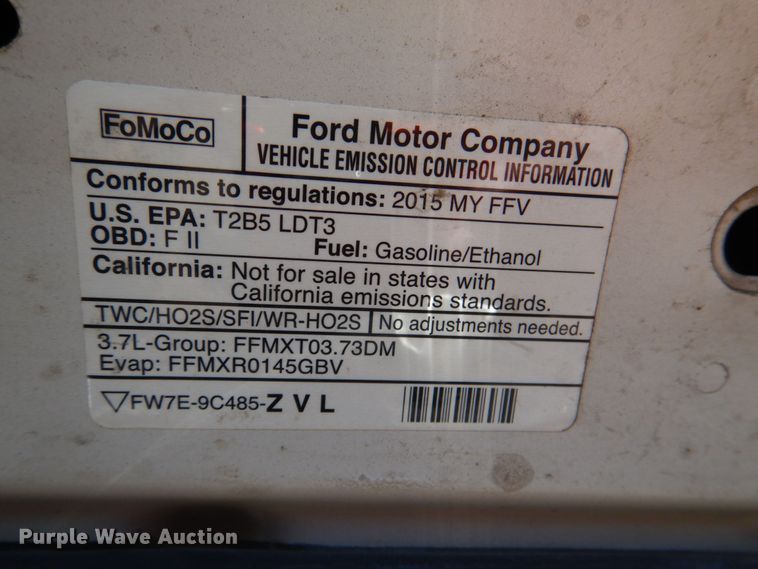 FoMoCo
Ford Motor Company
VEHICLE EMISSION CONTROL INFORMATION
Conforms to regulations: 2015 MY FFV
U.S. EPA: T2B5 LDT3
OBD: F II Fuel: Gasoline/Ethanol
California: Not for sale in states with
California emissions standards.
TWC/HO2S/SFI/WR-HO2S No adjustments needed.
3.7L-Group: FFMXT03.73DM
Evap: FFMXR0145GBV
▽FW7E-9C485-Z V L
Purple Wave Auction